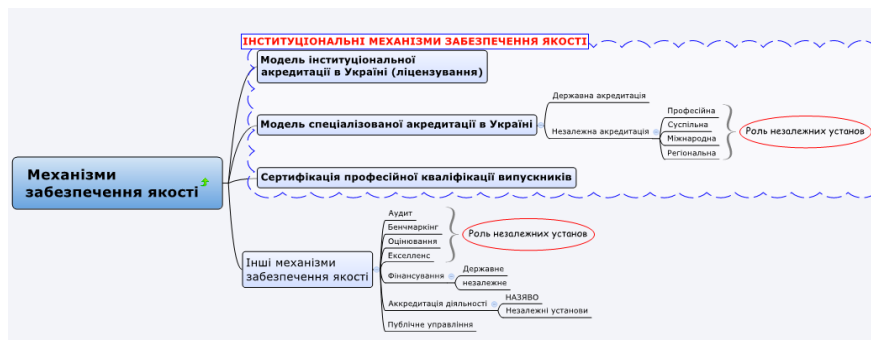 ІНСТИТУЦІОНАЛЬНІ МЕХАНІЗМИ ЗАБЕЗПЕЧЕННЯ ЯКОСТІ
Модель інституціональної
акредитації в Україні (ліцензування)
Модель спеціалізованої акредитації в Україні
Державна акредитація
Незалежна акредитація
Професійна
Суспільна
Міжнародна
Регіональна
Роль незалежних установ
Механізми
забезпечення якості
Сертифікація професійної кваліфікації випускників
Інші механізми
забезпечення якості
Аудит
Бенчмаркінг
Оцінювання
Екселленс
Роль незалежних установ
Фінансування
Державне
незалежне
Аккредитація діяльності
НАЗЯВО
Незалежні установи
Публічне управління